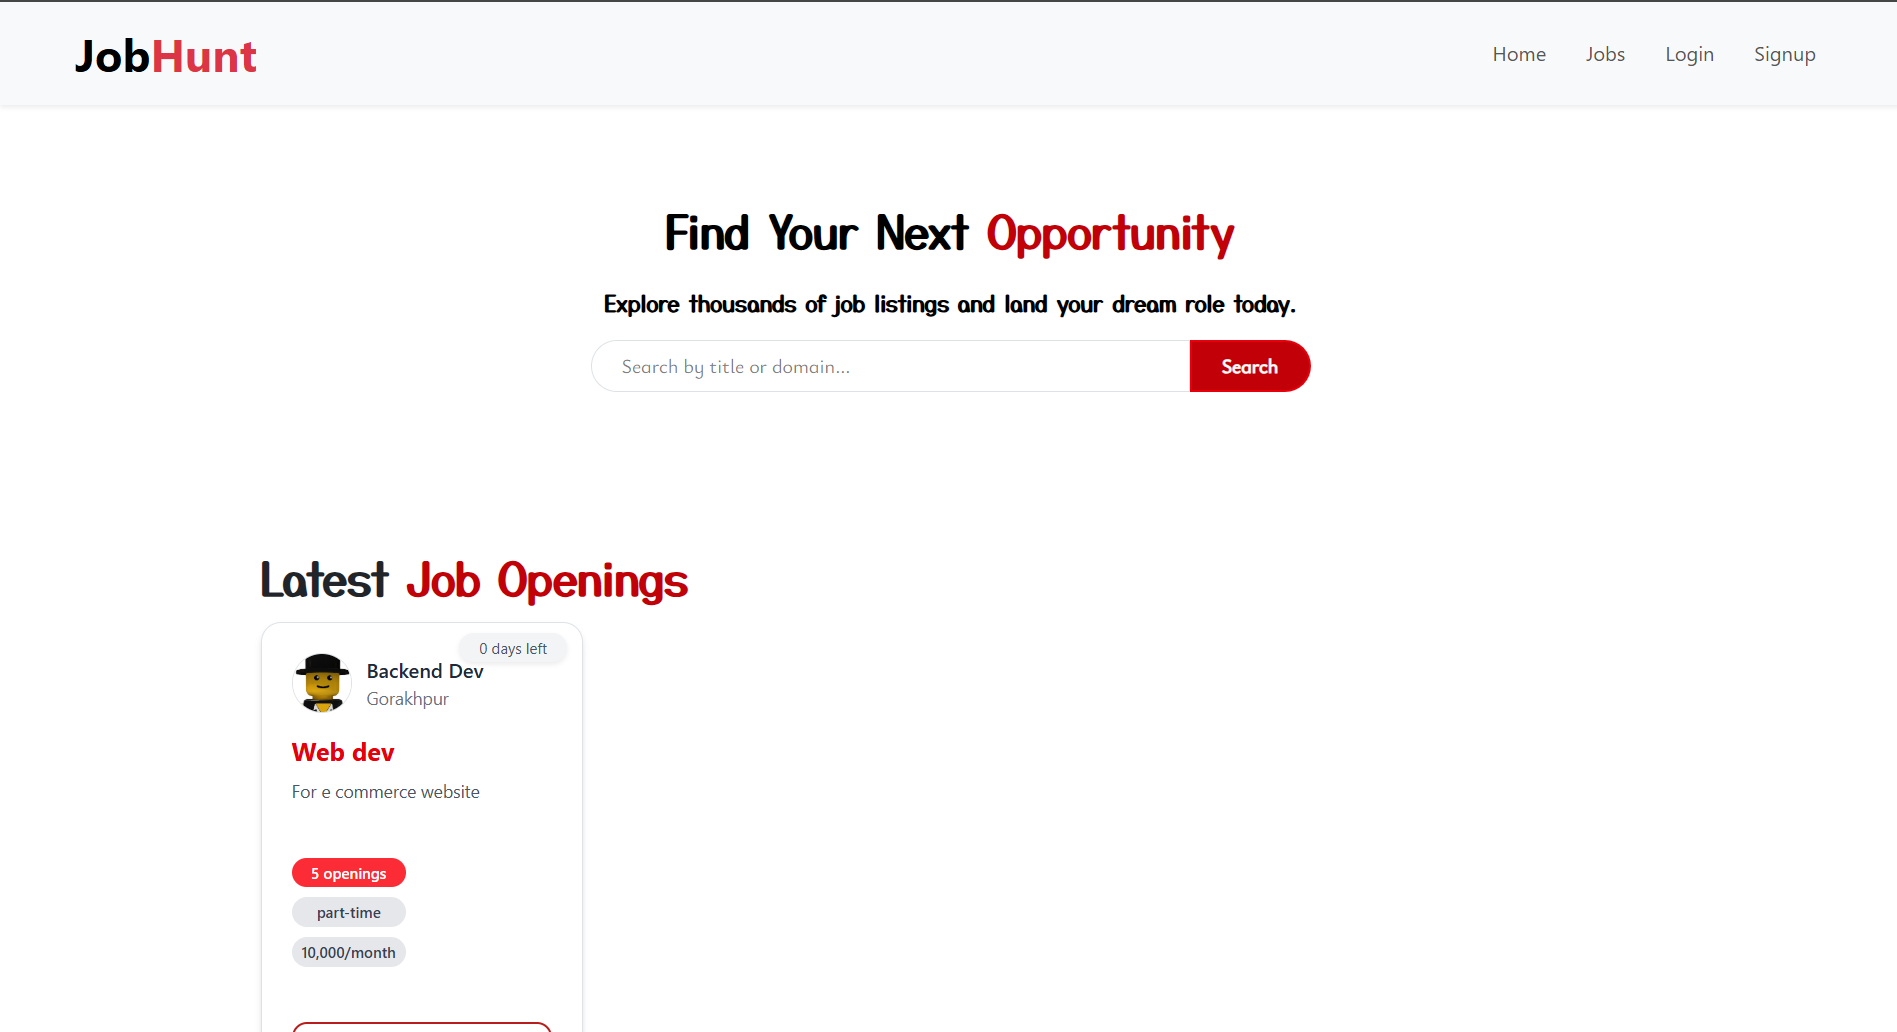 JobHunt
Home Jobs Login Signup
Find Your Next Opportunity
Explore thousands of job listings and land your dream role today.
Search by title or domain...
Search
Latest Job Openings
0 days left
Backend Dev
Gorakhpur
Web dev
For e commerce website
5 openings
part-time
10,000/month